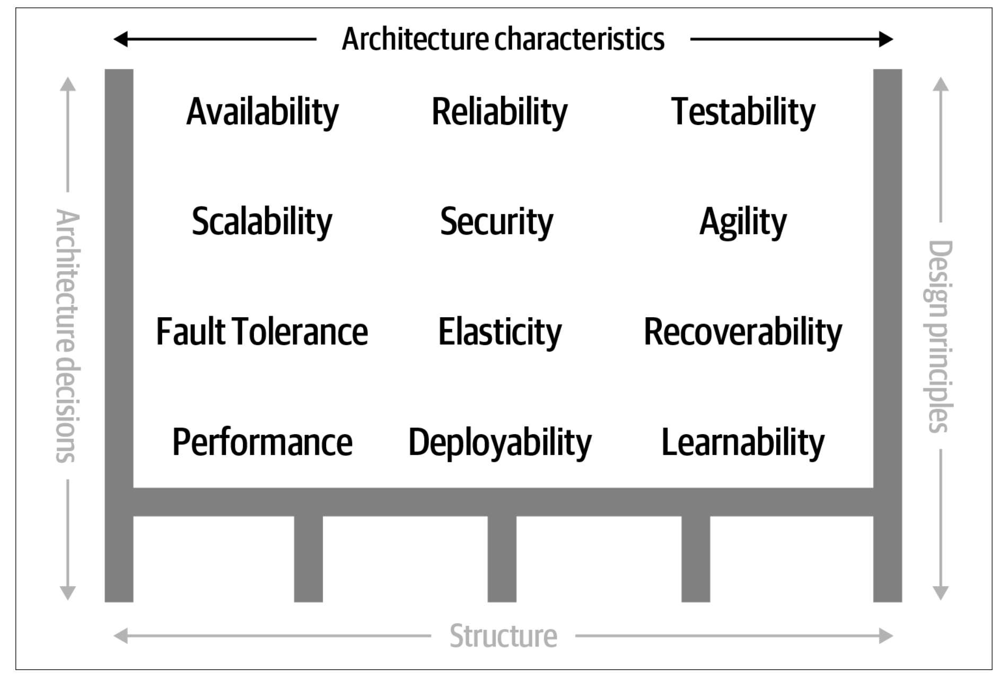 Architecture characteristics
Availability Reliability Testability
Scalability Security Agility
Fault Tolerance Elasticity Recoverability
Performance Deployability Learnability
Architecture decisions
Design principles
Structure